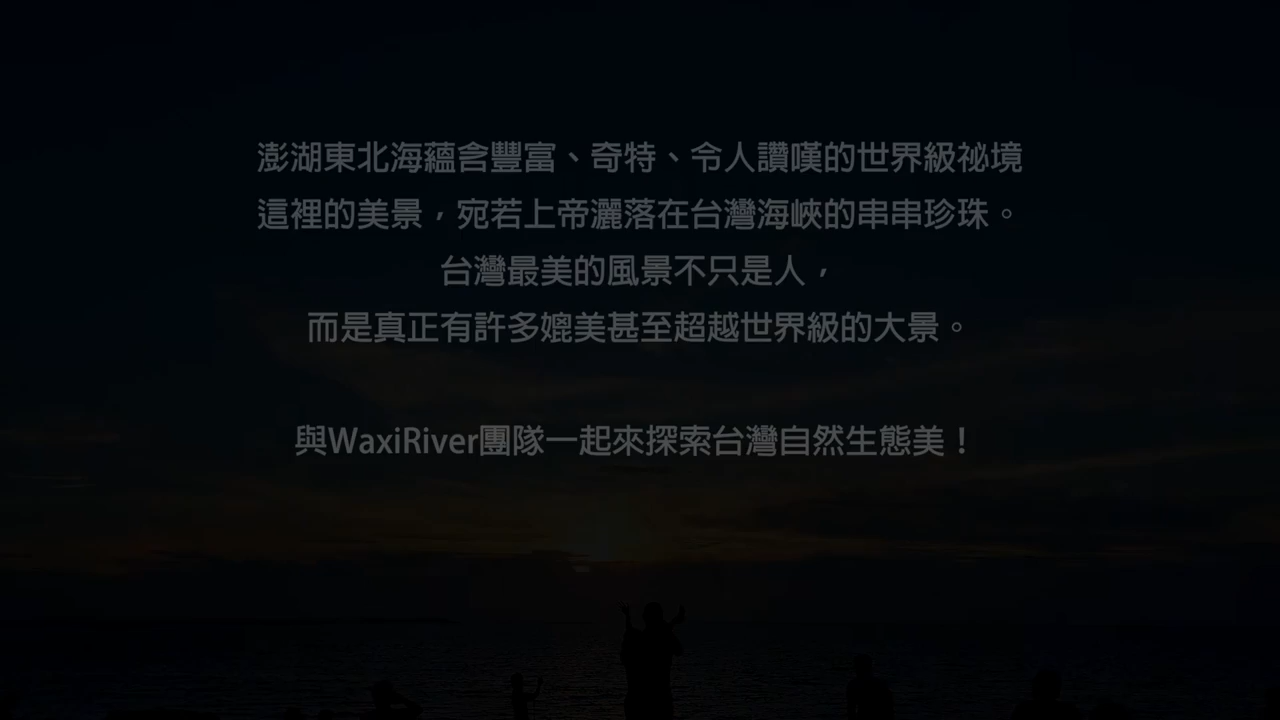 澎湖東北海蘊含豐富、奇特、令人讚嘆的世界級祕境
這裡的美景，宛若上帝灑落在台灣海峽的串串珍珠。
台灣最美的風景不只是人，
而是真正有許多媲美甚至超越世界級的大景。
與WaxiRiver團隊一起來探索台灣自然生態美！